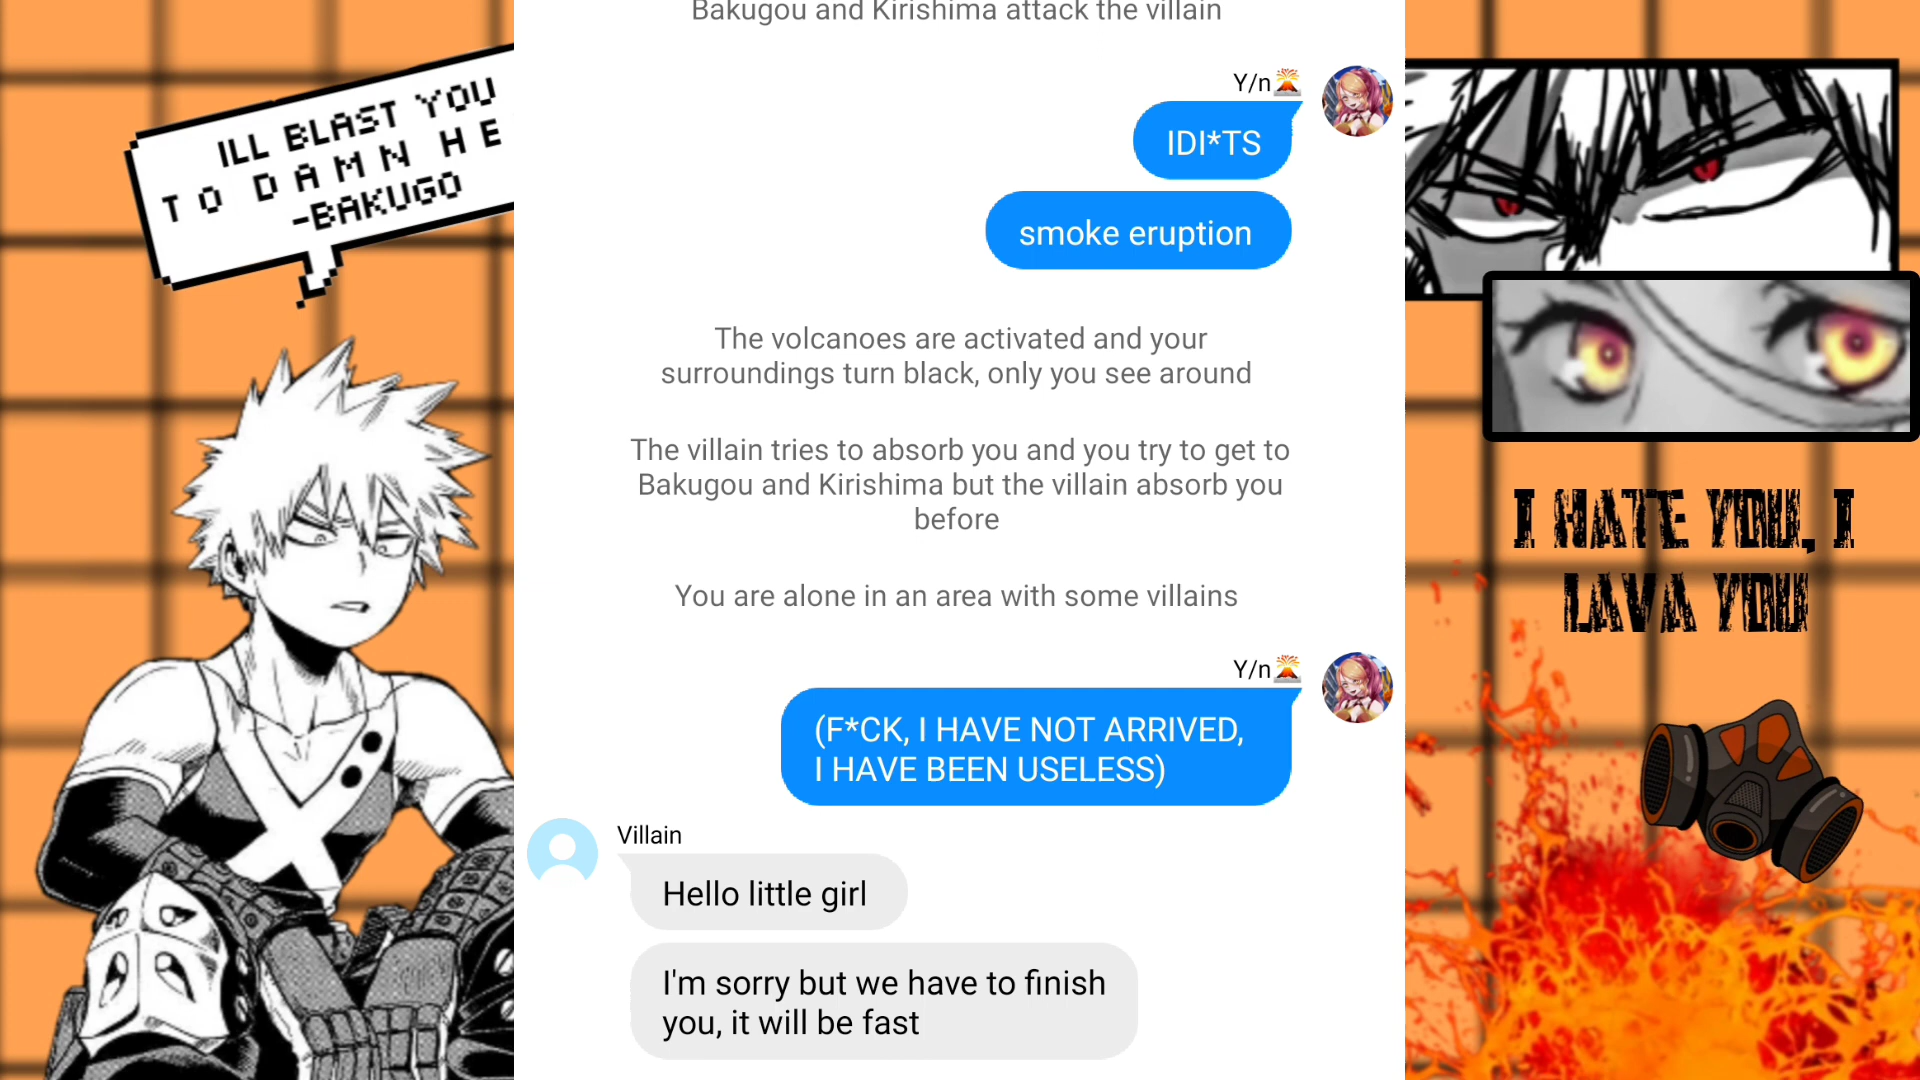 Bakugou and Kirishima attack the villain
ILL BLAST YOU
TO DAMN HE
-BAKUGO
Y/n🌋
IDI*TS
smoke eruption
The volcanoes are activated and your
surroundings turn black, only you see around
The villain tries to absorb you and you try to get to
Bakugou and Kirishima but the villain absorb you
before
You are alone in an area with some villains
Y/n🌋
(F*CK, I HAVE NOT ARRIVED,
I HAVE BEEN USELESS)
Villain
Hello little girl
I'm sorry but we have to finish
you, it will be fast
I HATE YOU, I
LAVA YOU